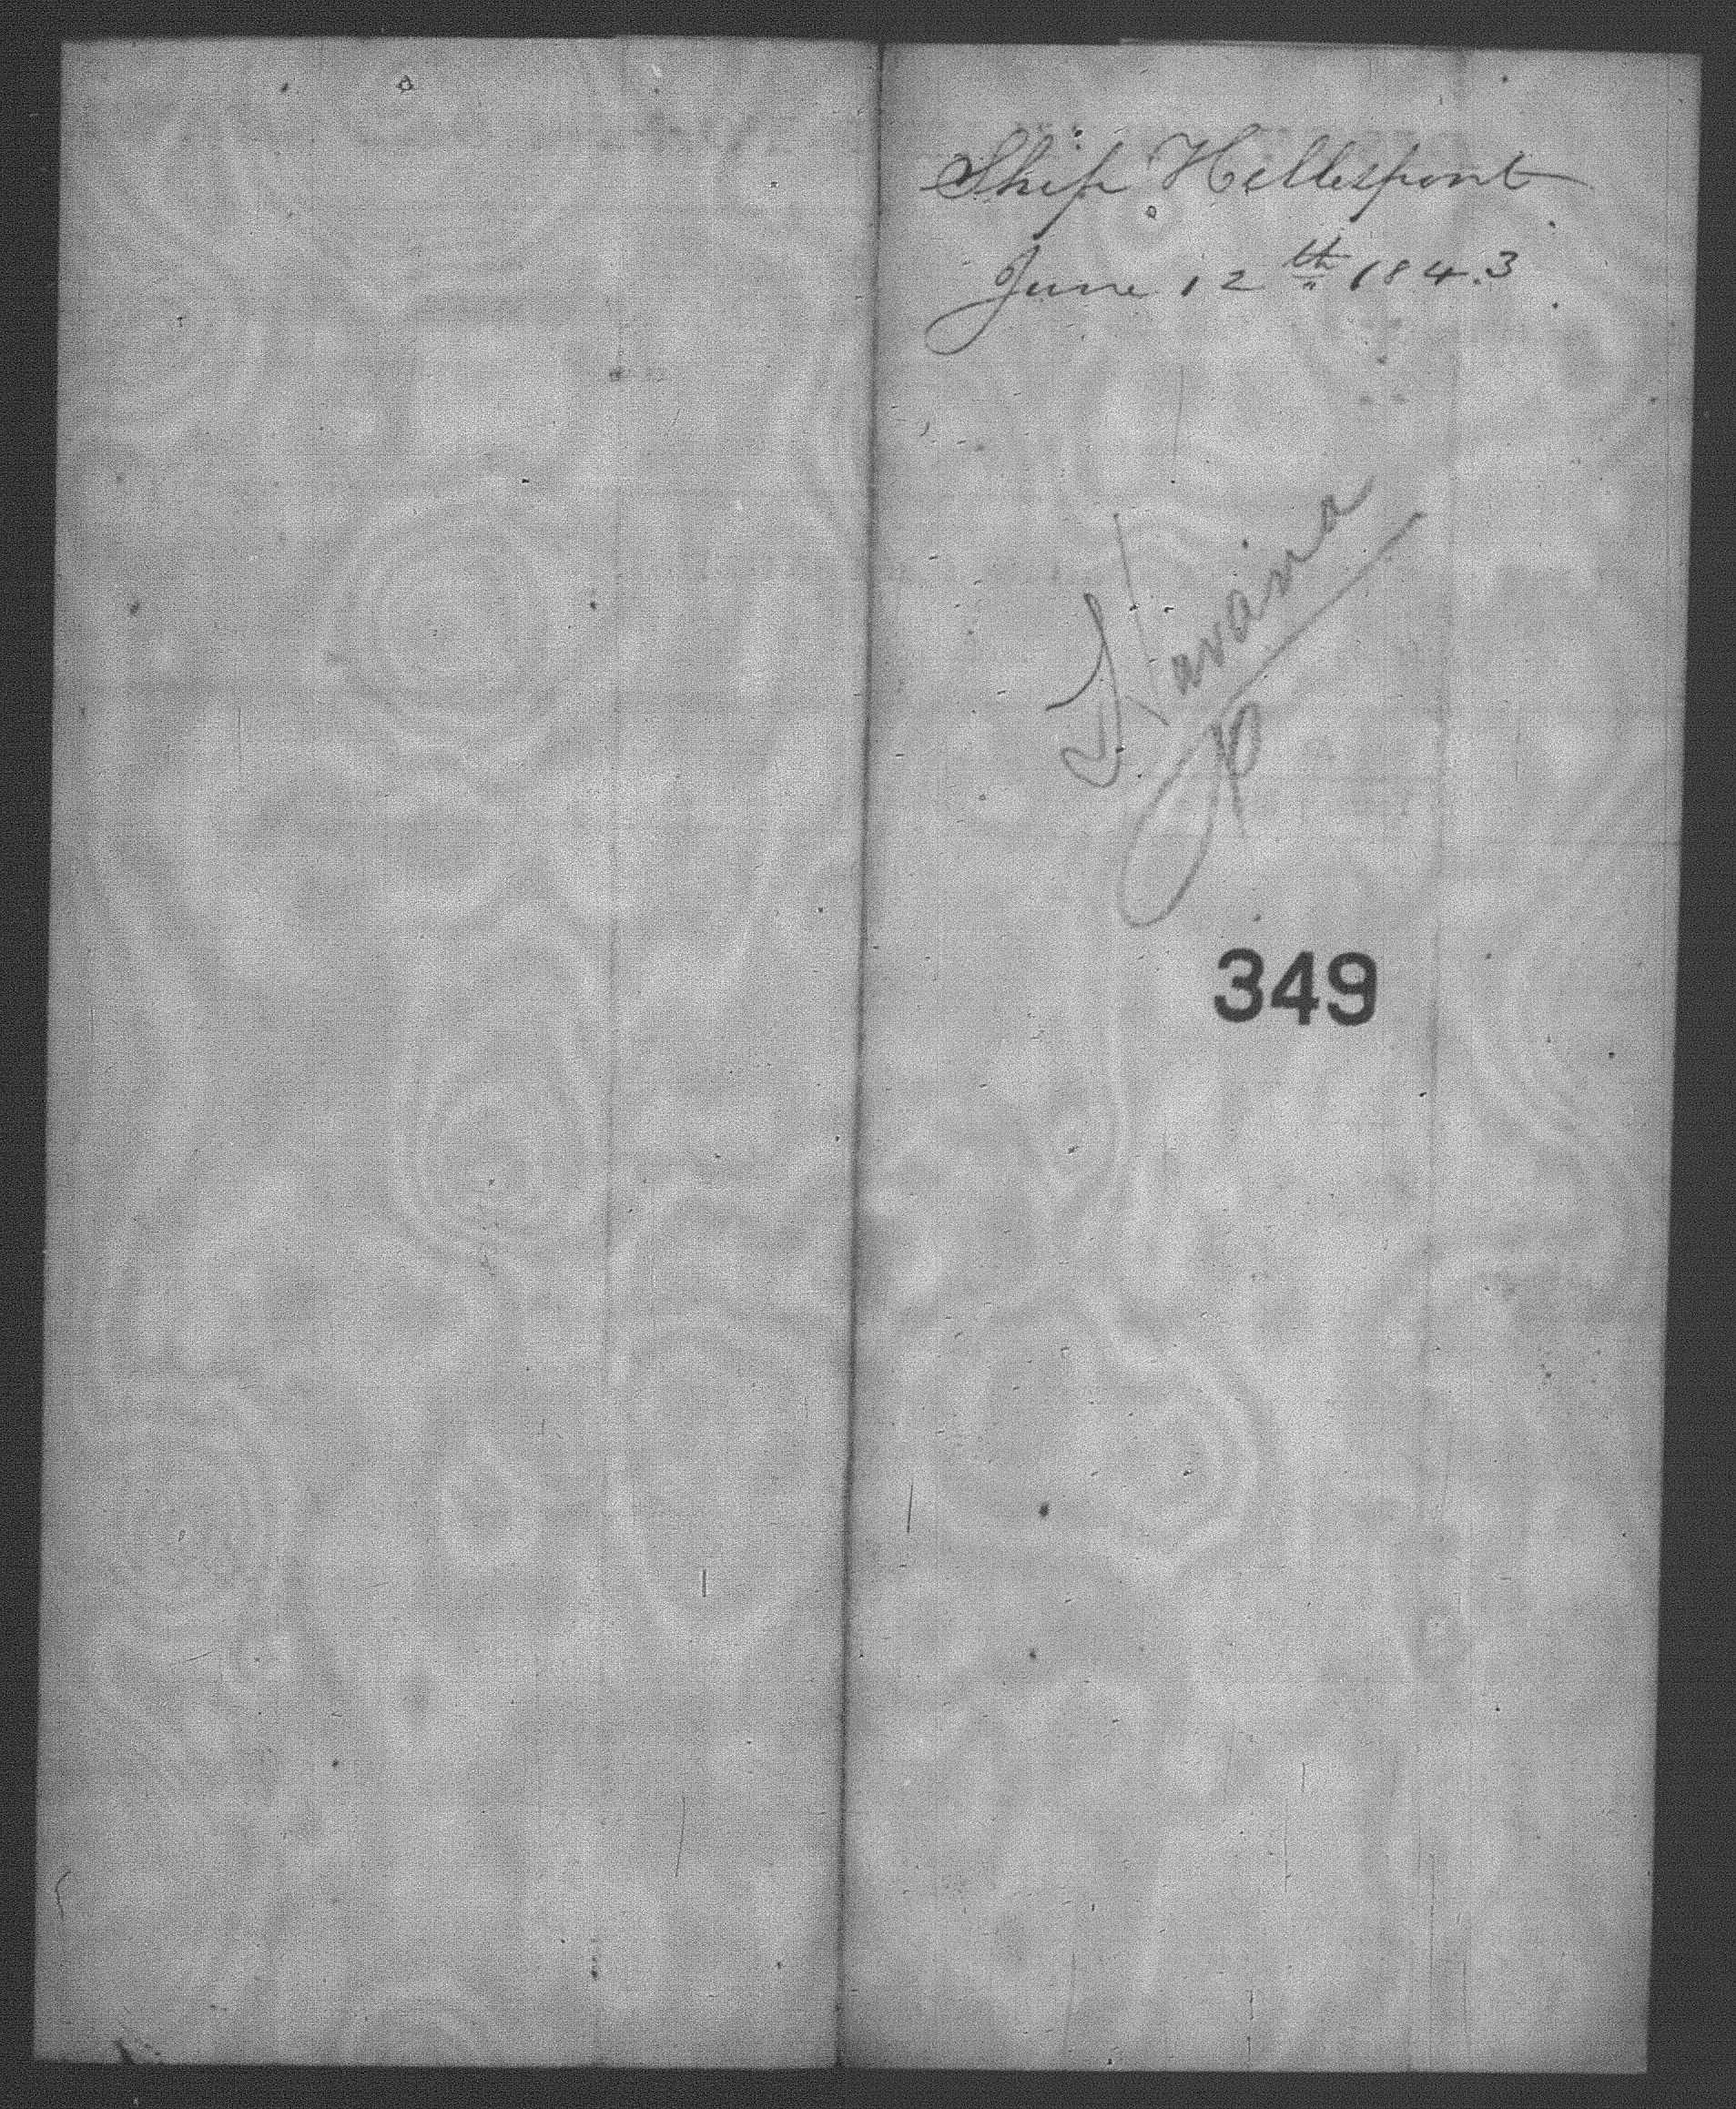 Ship Hellespont
June 12th 1843
Havana
349